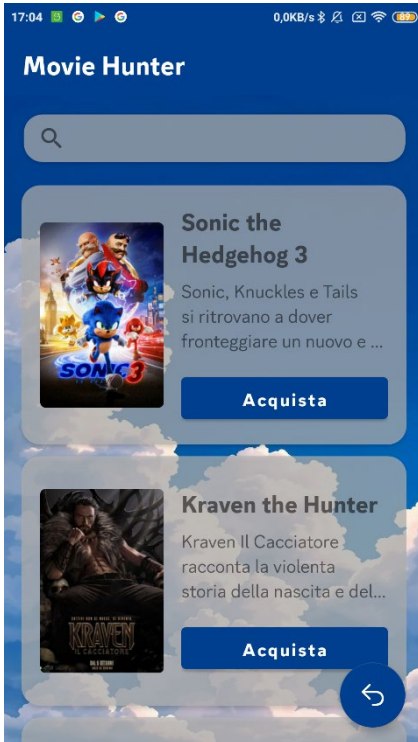 17:04
0,0KB/s
89
Movie Hunter
Sonic the
Hedgehog 3
Sonic, Knuckles e Tails
si ritrovano a dover
fronteggiare un nuovo e ...
SONIC 3
Acquista
Kraven the Hunter
Kraven Il Cacciatore
racconta la violenta
storia della nascita e del...
KRAVEN
IL CACCIATORE
Acquista